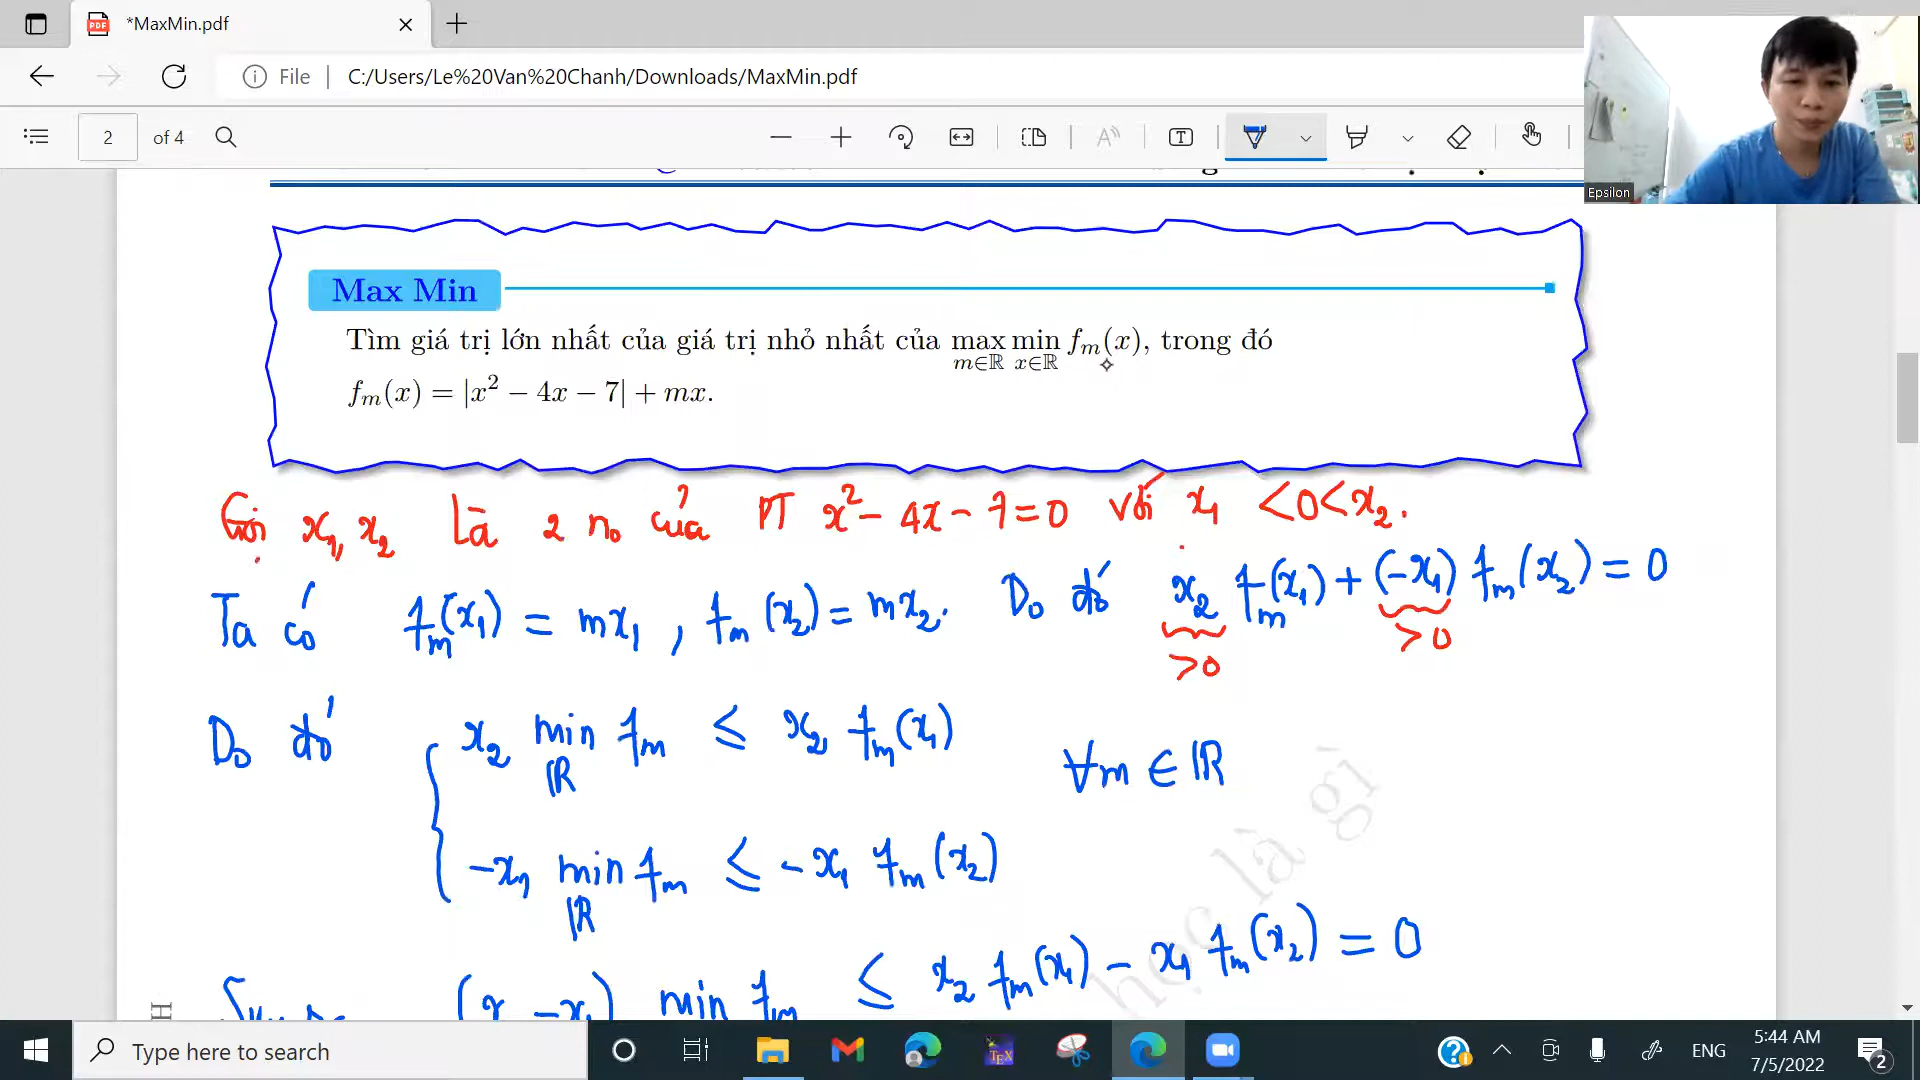 *MaxMin.pdf
File | C:/Users/Le%20Van%20Chanh/Downloads/MaxMin.pdf
2 of 4
Epsilon
Max Min
Tìm giá trị lớn nhất của giá trị nhỏ nhất của max min fₘ(x), trong đó
m∈ℝ x∈ℝ
fₘ(x) = |x² − 4x − 7| + mx.
Gọi x₁, x₂ là 2 n₀ của PT x² − 4x − 7 = 0 với x₁ < 0 < x₂.
Ta có fₘ(x₁) = mx₁, fₘ(x₂) = mx₂. Do đó x₂ fₘ(x₁) + (−x₁) fₘ(x₂) = 0
>0 >0
Do đó x₂ min fₘ ≤ x₂ fₘ(x₁)
ℝ
∀m ∈ ℝ
−x₁ min fₘ ≤ −x₁ fₘ(x₂)
ℝ
min fₘ ≤ x₂ fₘ(x₁) − x₁ fₘ(x₂) = 0
học là gì
Type here to search
ENG
5:44 AM
7/5/2022
2